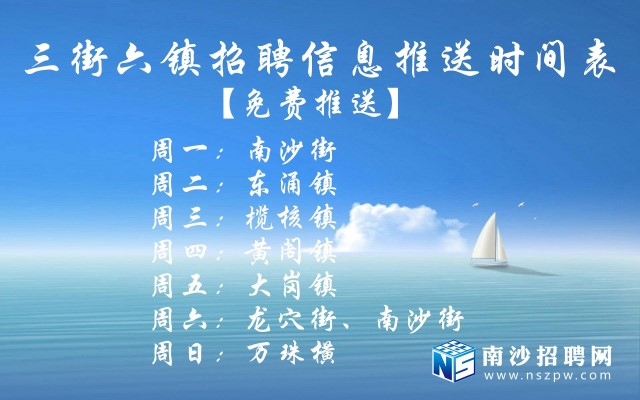 三街六镇招聘信息推送时间表
【免费推送】
周一：南沙街
周二：东涌镇
周三：榄核镇
周四：黄阁镇
周五：大岗镇
周六：龙穴街、南沙街
周日：万珠横
NS 南沙招聘网
www.nszpw.com